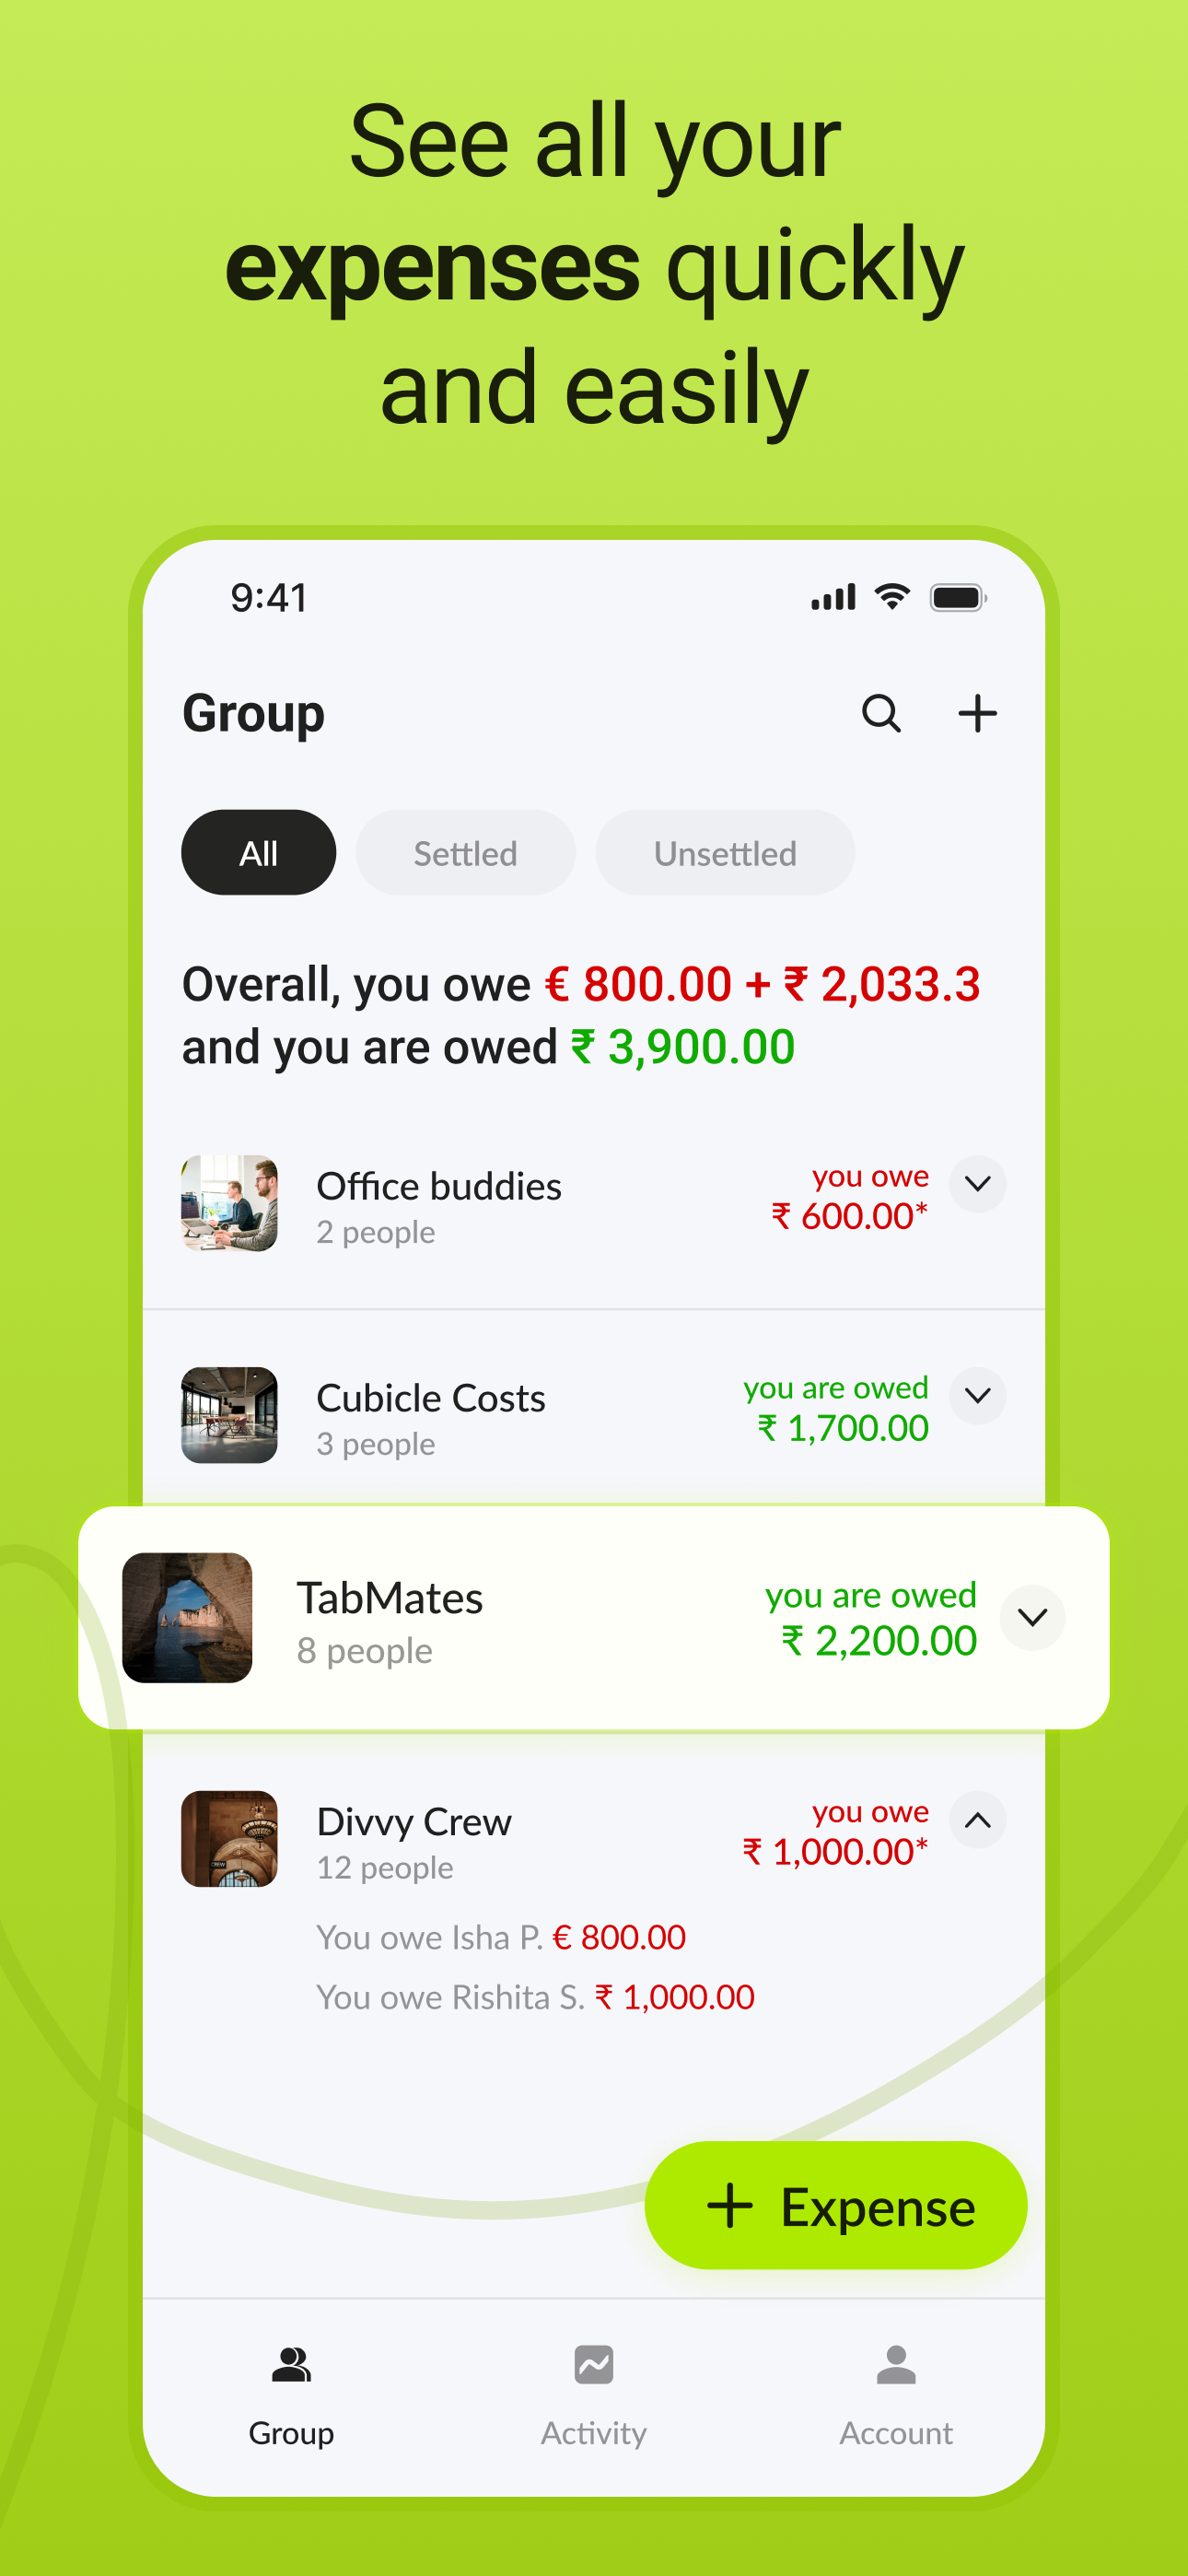 See all your
expenses quickly
and easily
9:41
Group
All Settled Unsettled
Overall, you owe € 800.00 + ₹ 2,033.3
and you are owed ₹ 3,900.00
Office buddies
2 people
you owe
₹ 600.00*
Cubicle Costs
3 people
you are owed
₹ 1,700.00
TabMates
8 people
you are owed
₹ 2,200.00
Divvy Crew
12 people
you owe
₹ 1,000.00*
You owe Isha P. € 800.00
You owe Rishita S. ₹ 1,000.00
+ Expense
Group Activity Account
CREW